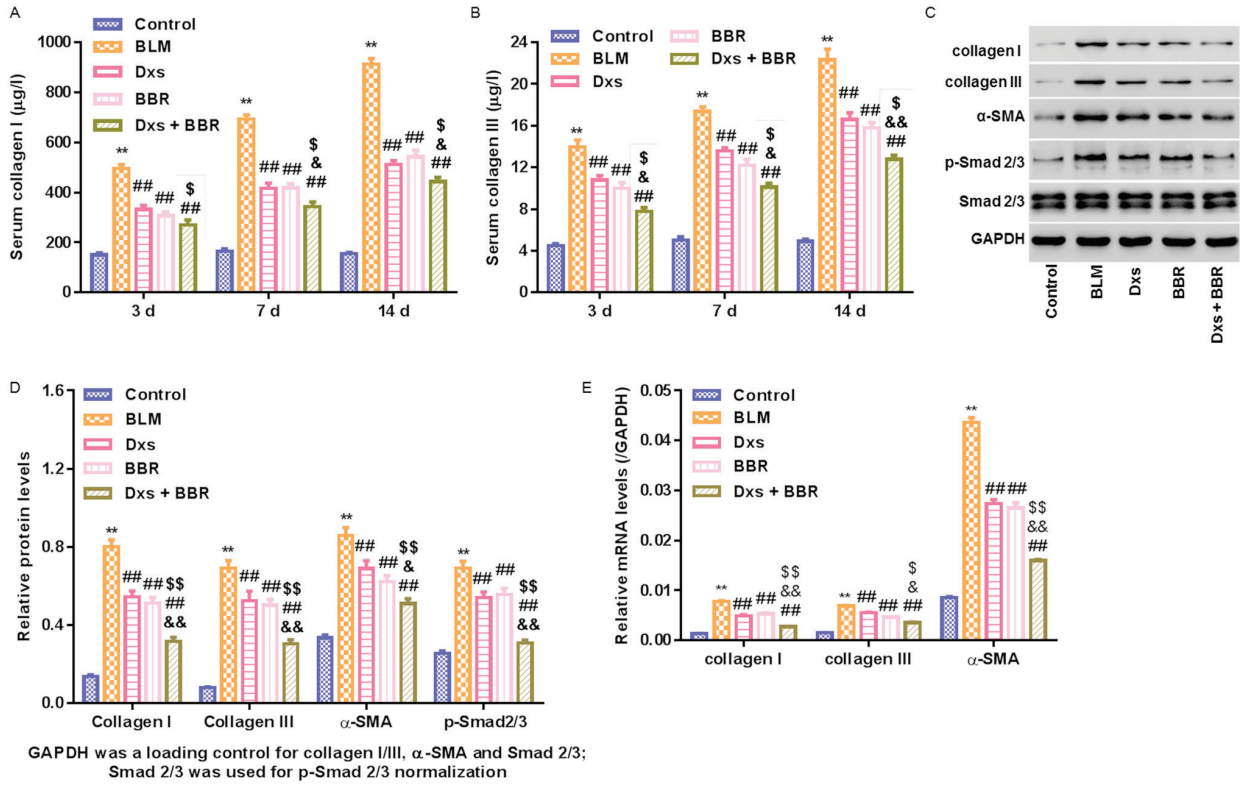 A
Control
BLM
Dxs
BBR
Dxs + BBR
Serum collagen I (μg/l)
1000
800
600
400
200
0
**
##
##
$
##
**
##
##
$
&
##
**
##
##
$
&
##
3 d
7 d
14 d
B
Control
BLM
Dxs
BBR
Dxs + BBR
Serum collagen III (μg/l)
24
20
16
12
8
4
0
**
##
##
$
&
##
**
##
##
$
&
##
**
##
##
$
&&
##
3 d
7 d
14 d
C
collagen I
collagen III
α-SMA
p-Smad 2/3
Smad 2/3
GAPDH
Control
BLM
Dxs
BBR
Dxs + BBR
D
Control
BLM
Dxs
BBR
Dxs + BBR
Relative protein levels
1.6
1.2
0.8
0.4
0.0
**
##
##
$$
##
&&
**
##
##
$$
##
&&
**
##
##
$$
&
##
**
##
##
$$
##
&&
Collagen I
Collagen III
α-SMA
p-Smad2/3
GAPDH was a loading control for collagen I/III, α-SMA and Smad 2/3;
Smad 2/3 was used for p-Smad 2/3 normalization
E
Control
BLM
Dxs
BBR
Dxs + BBR
Relative mRNA levels (/GAPDH)
0.05
0.04
0.03
0.02
0.01
0.00
**
##
##
$$
&&
##
**
##
##
$
&
##
**
##
##
$$
&&
##
collagen I
collagen III
α-SMA